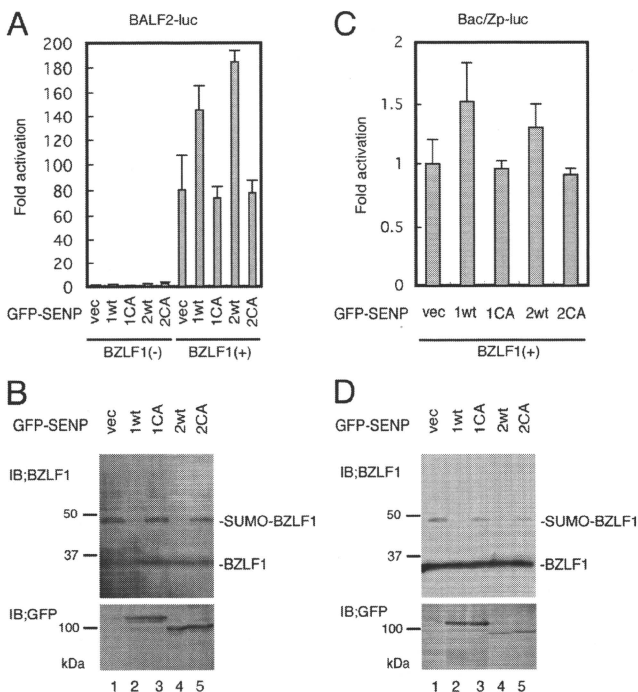 A
BALF2-luc
Fold activation
200
180
160
140
120
100
80
60
40
20
0
GFP-SENP
vec
1wt
1CA
2wt
2CA
vec
1wt
1CA
2wt
2CA
BZLF1(-)
BZLF1(+)
C
Bac/Zp-luc
Fold activation
2
1.5
1
0.5
0
GFP-SENP
vec 1wt 1CA 2wt 2CA
BZLF1(+)
B
GFP-SENP
vec
1wt
1CA
2wt
2CA
IB;BZLF1
50
-SUMO-BZLF1
37
-BZLF1
IB;GFP
100
kDa
1 2 3 4 5
D
GFP-SENP
vec
1wt
1CA
2wt
2CA
IB;BZLF1
50
-SUMO-BZLF1
37
-BZLF1
IB;GFP
100
kDa
1 2 3 4 5